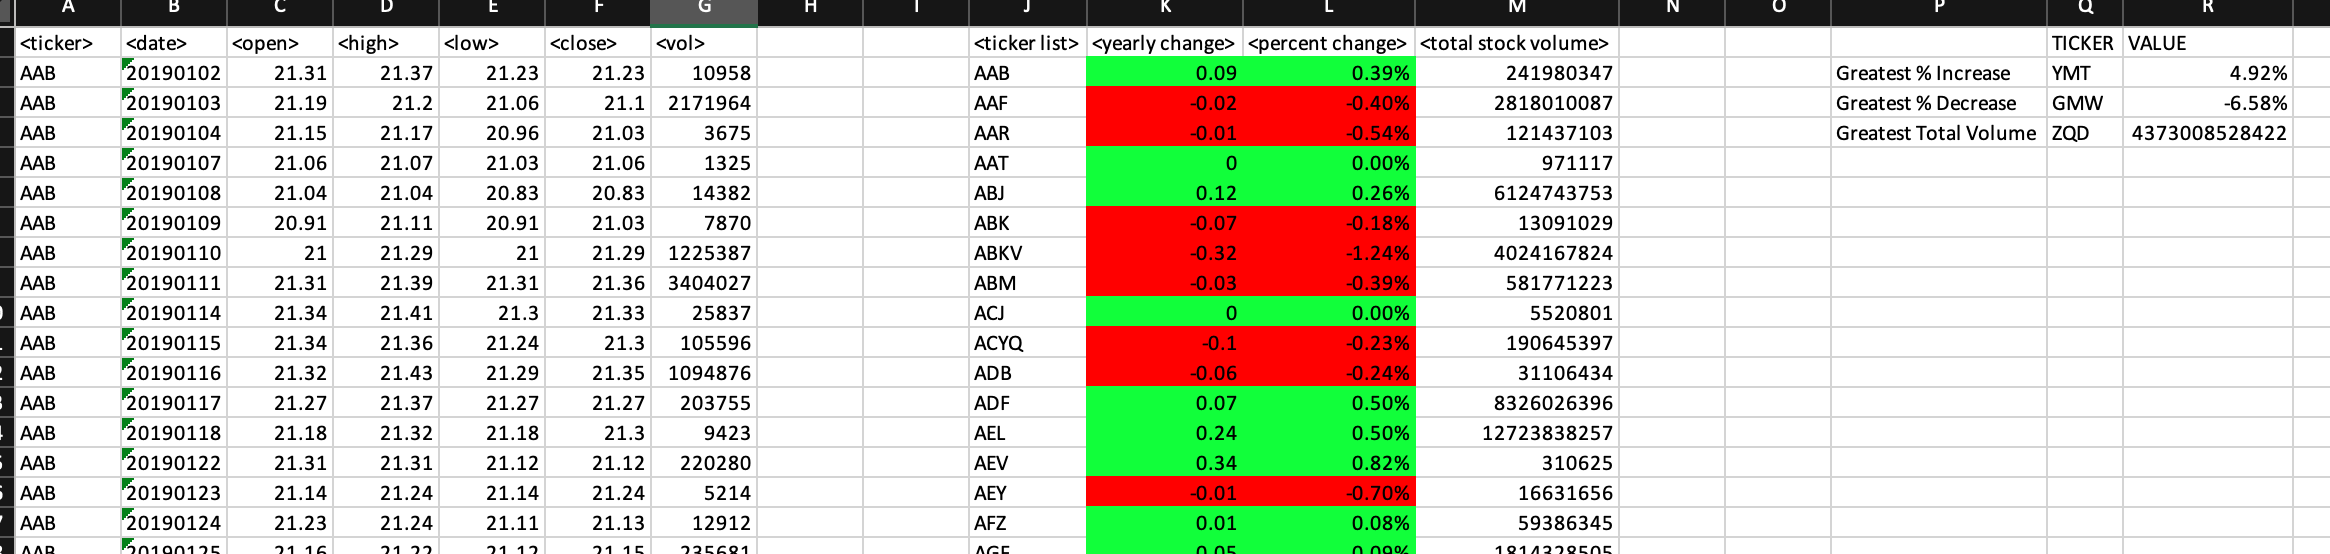 A B C D E F G H I J K L M N O P Q R
<ticker> <date> <open> <high> <low> <close> <vol> <ticker list> <yearly change> <percent change> <total stock volume> TICKER VALUE
AAB 20190102 21.31 21.37 21.23 21.23 10958 AAB 0.09 0.39% 241980347 Greatest % Increase YMT 4.92%
AAB 20190103 21.19 21.2 21.06 21.1 2171964 AAF -0.02 -0.40% 2818010087 Greatest % Decrease GMW -6.58%
AAB 20190104 21.15 21.17 20.96 21.03 3675 AAR -0.01 -0.54% 121437103 Greatest Total Volume ZQD 4373008528422
AAB 20190107 21.06 21.07 21.03 21.06 1325 AAT 0 0.00% 971117
AAB 20190108 21.04 21.04 20.83 20.83 14382 ABJ 0.12 0.26% 6124743753
AAB 20190109 20.91 21.11 20.91 21.03 7870 ABK -0.07 -0.18% 13091029
AAB 20190110 21 21.29 21 21.29 1225387 ABKV -0.32 -1.24% 4024167824
AAB 20190111 21.31 21.39 21.31 21.36 3404027 ABM -0.03 -0.39% 581771223
AAB 20190114 21.34 21.41 21.3 21.33 25837 ACJ 0 0.00% 5520801
AAB 20190115 21.34 21.36 21.24 21.3 105596 ACYQ -0.1 -0.23% 190645397
AAB 20190116 21.32 21.43 21.29 21.35 1094876 ADB -0.06 -0.24% 31106434
AAB 20190117 21.27 21.37 21.27 21.27 203755 ADF 0.07 0.50% 8326026396
AAB 20190118 21.18 21.32 21.18 21.3 9423 AEL 0.24 0.50% 12723838257
AAB 20190122 21.31 21.31 21.12 21.12 220280 AEV 0.34 0.82% 310625
AAB 20190123 21.14 21.24 21.14 21.24 5214 AEY -0.01 -0.70% 16631656
AAB 20190124 21.23 21.24 21.11 21.13 12912 AFZ 0.01 0.08% 59386345
AAB 20190125 21.16 21.22 21.12 21.15 235681 0.05 0.09% 1814328505